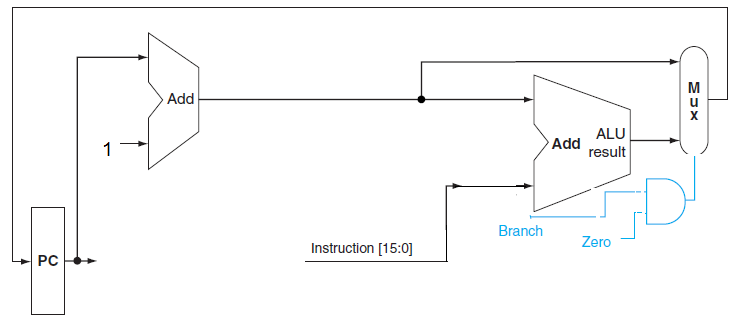 Add
1
M
u
x
Add
ALU
result
Branch
Zero
Instruction [15:0]
PC